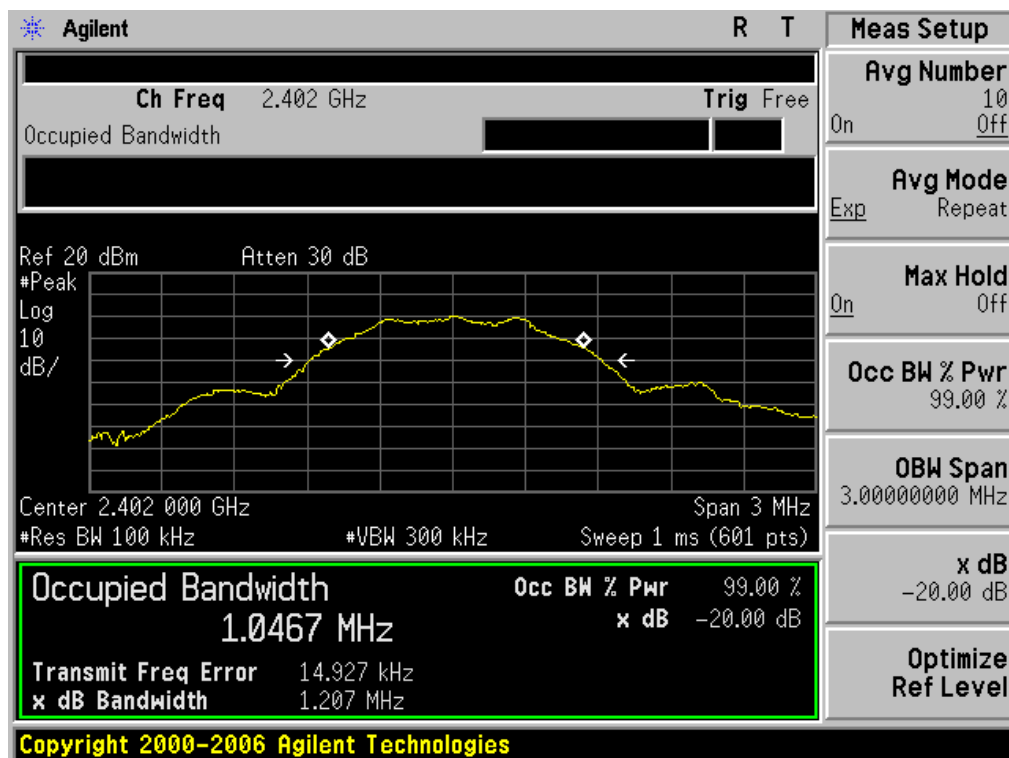 Agilent R T
Ch Freq 2.402 GHz Trig Free
Occupied Bandwidth
Ref 20 dBm Atten 30 dB
#Peak
Log
10
dB/
Center 2.402 000 GHz Span 3 MHz
#Res BW 100 kHz #VBW 300 kHz Sweep 1 ms (601 pts)
Occupied Bandwidth Occ BW % Pwr 99.00 %
1.0467 MHz x dB -20.00 dB
Transmit Freq Error 14.927 kHz
x dB Bandwidth 1.207 MHz
Copyright 2000-2006 Agilent Technologies
Meas Setup
Avg Number
10
On Off
Avg Mode
Exp Repeat
Max Hold
On Off
Occ BW % Pwr
99.00 %
OBW Span
3.00000000 MHz
x dB
-20.00 dB
Optimize
Ref Level